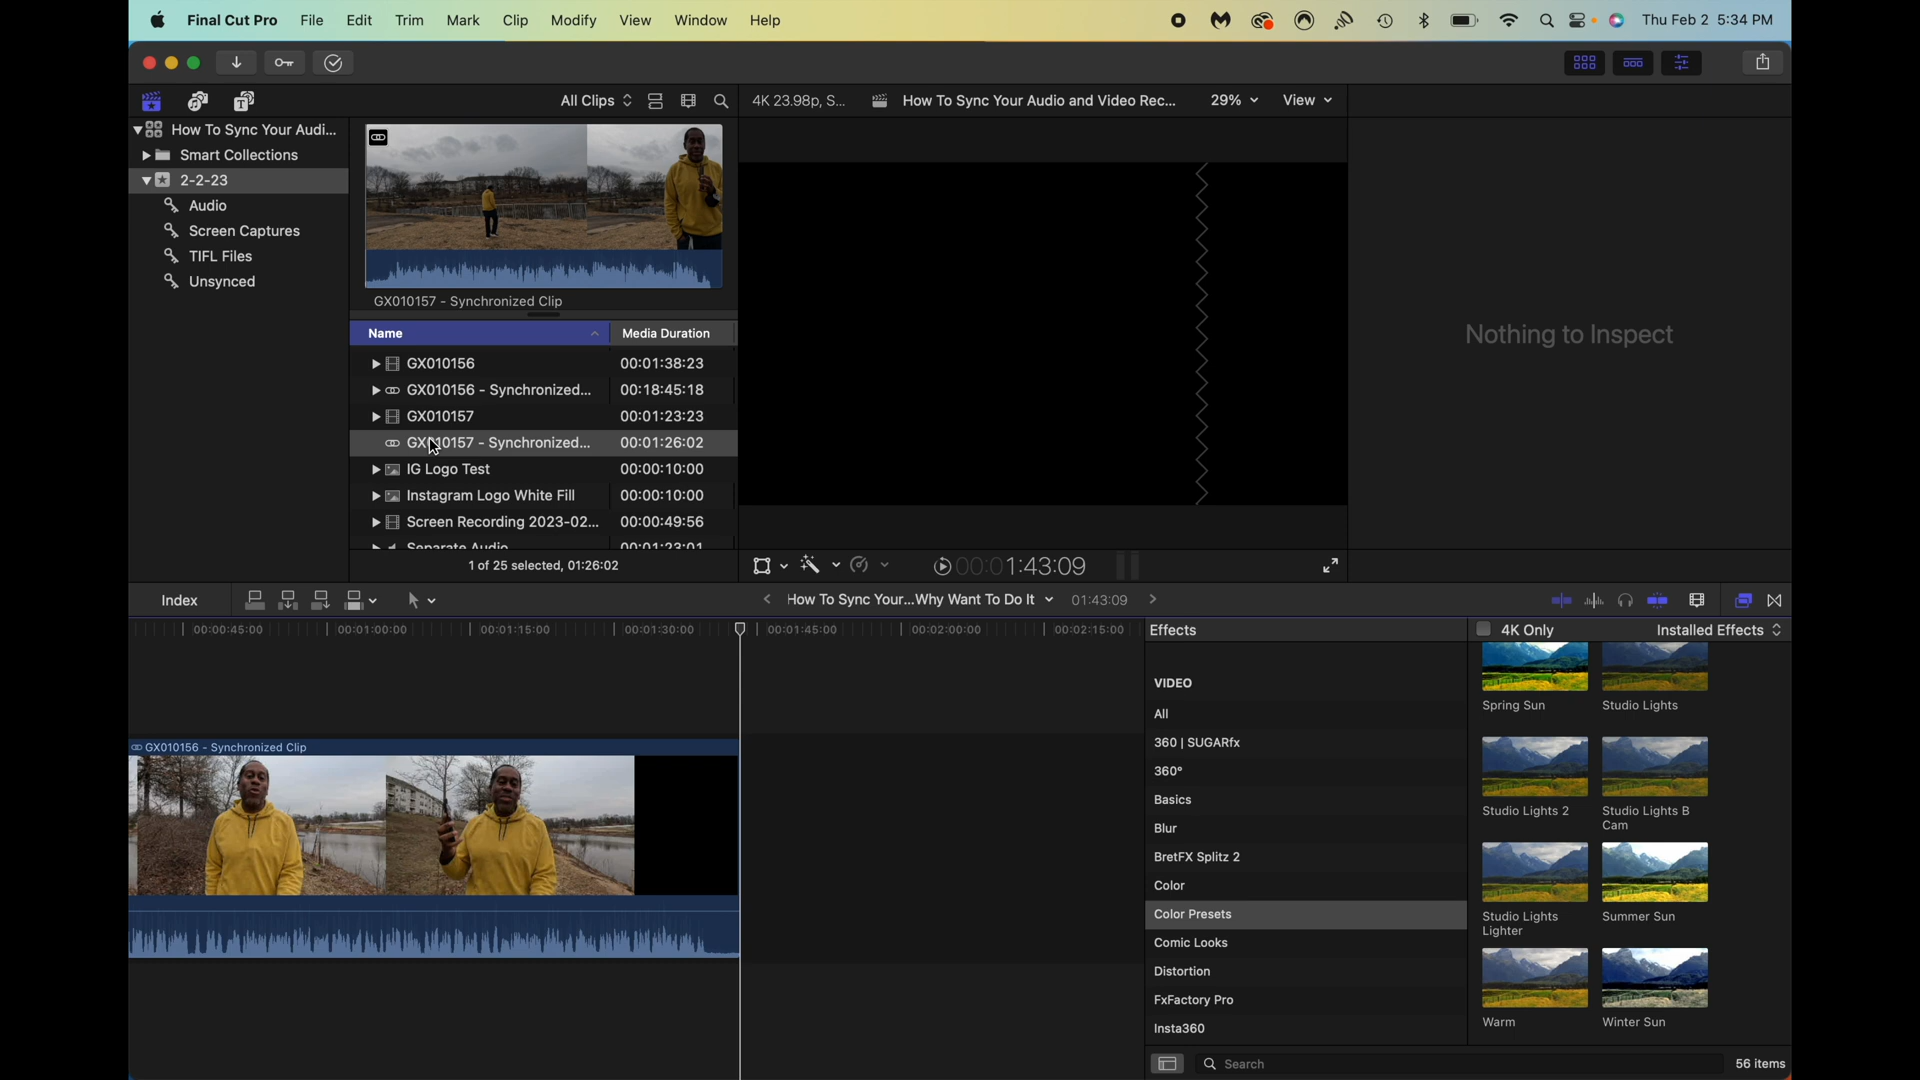 Final Cut Pro File Edit Trim Mark Clip Modify View Window Help Thu Feb 2 5:34 PM
All Clips 4K 23.98p, S... How To Sync Your Audio and Video Rec... 29% View
How To Sync Your Audi...
Smart Collections
2-2-23
Audio
Screen Captures
TIFL Files
Unsynced
GX010157 - Synchronized Clip
Name Media Duration
GX010156 00:01:38:23
GX010156 - Synchronized... 00:18:45:18
GX010157 00:01:23:23
GX010157 - Synchronized... 00:01:26:02
IG Logo Test 00:00:10:00
Instagram Logo White Fill 00:00:10:00
Screen Recording 2023-02... 00:00:49:56
Separate Audio 00:01:23:01
1 of 25 selected, 01:26:02
00:001:43:09
Nothing to Inspect
Index How To Sync Your...Why Want To Do It 01:43:09
00:00:45:00 00:01:00:00 00:01:15:00 00:01:30:00 00:01:45:00 00:02:00:00 00:02:15:00
GX010156 - Synchronized Clip
Effects 4K Only Installed Effects
VIDEO
All
360 | SUGARfx
360°
Basics
Blur
BretFX Splitz 2
Color
Color Presets
Comic Looks
Distortion
FxFactory Pro
Insta360
Spring Sun Studio Lights
Studio Lights 2 Studio Lights B
Cam
Studio Lights Summer Sun
Lighter
Warm Winter Sun
Search 56 items